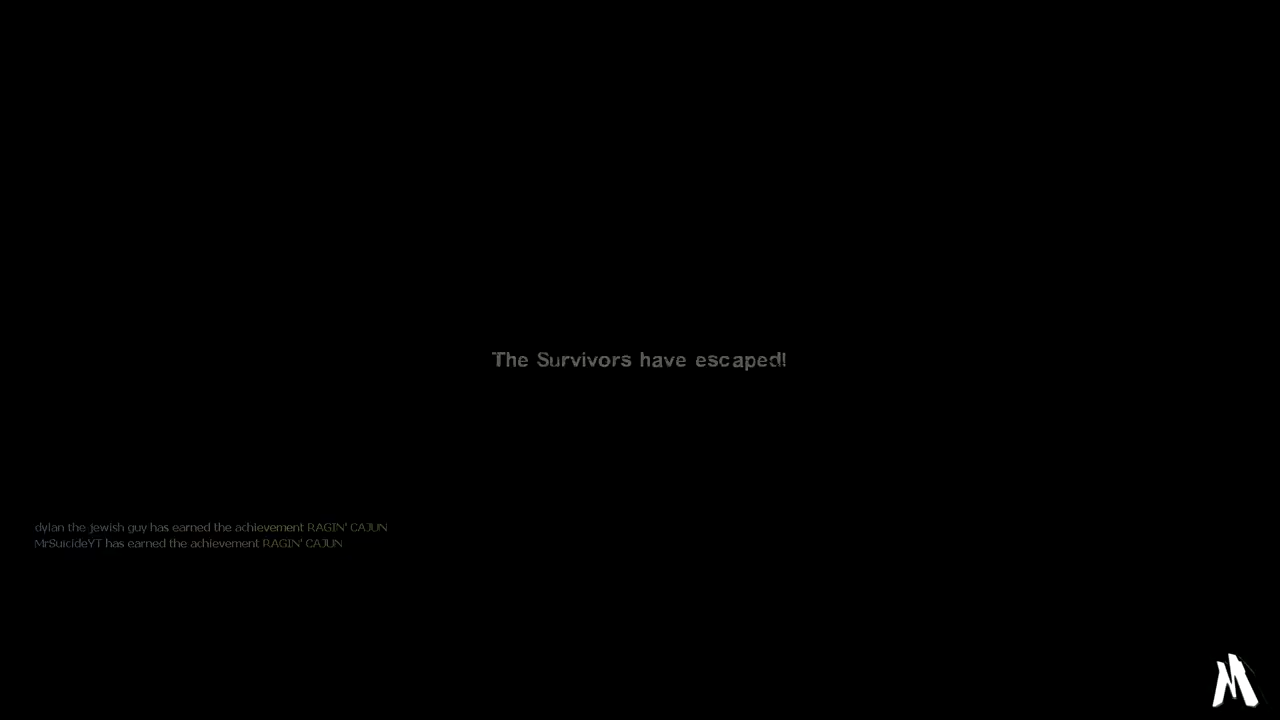 The Survivors have escaped!
dylan the jewish guy has earned the achievement RAGIN' CAJUN
MrSuicideYT has earned the achievement RAGIN' CAJUN
M